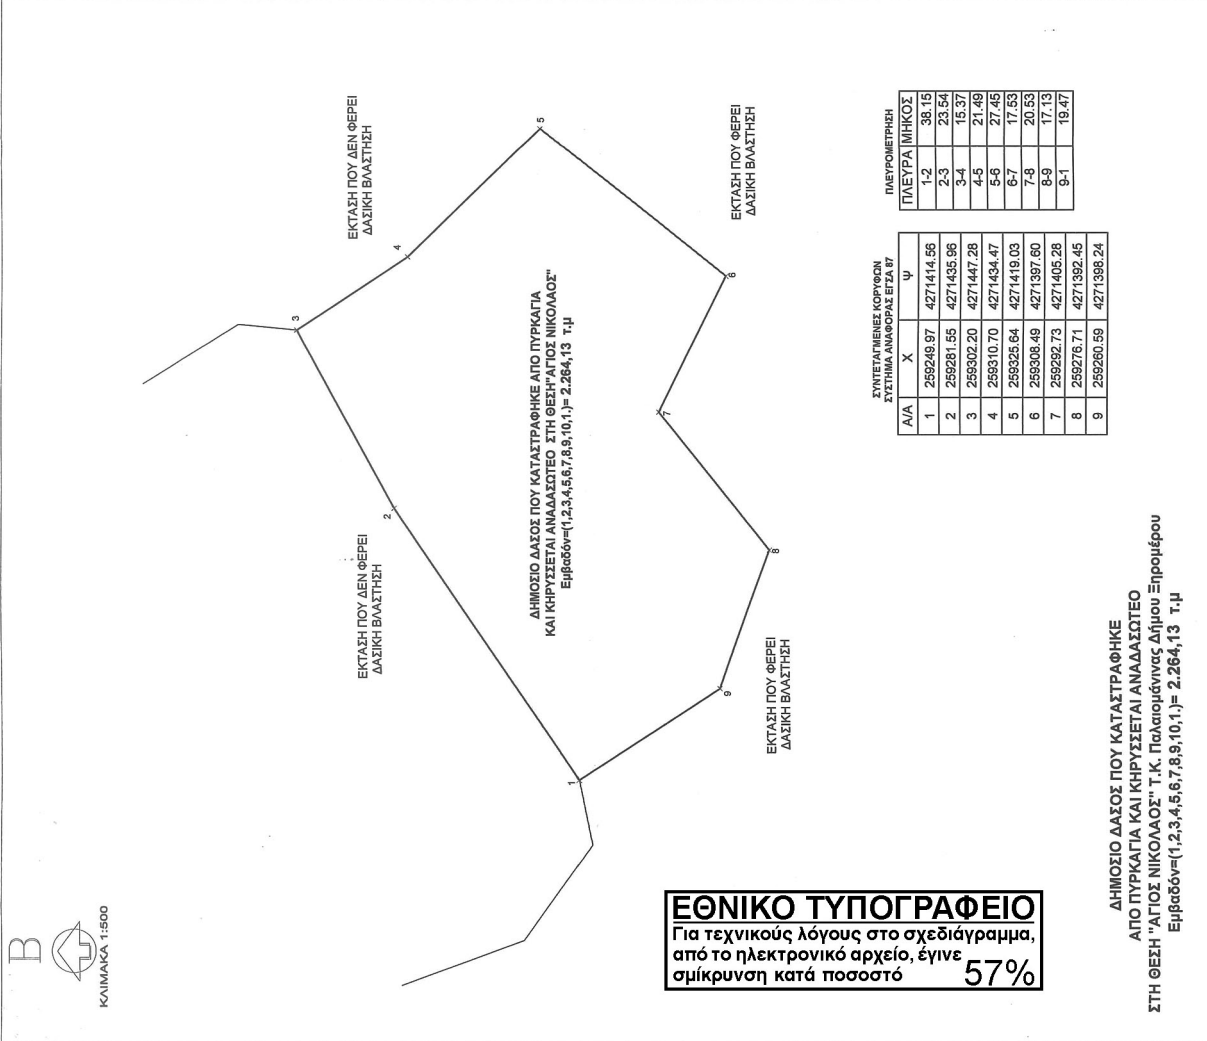 Β
ΚΛΙΜΑΚΑ 1:500
ΕΚΤΑΣΗ ΠΟΥ ΔΕΝ ΦΕΡΕΙ
ΔΑΣΙΚΗ ΒΛΑΣΤΗΣΗ
ΕΚΤΑΣΗ ΠΟΥ ΔΕΝ ΦΕΡΕΙ
ΔΑΣΙΚΗ ΒΛΑΣΤΗΣΗ
1
2
3
4
5
6
7
8
9
ΔΗΜΟΣΙΟ ΔΑΣΟΣ ΠΟΥ ΚΑΤΑΣΤΡΑΦΗΚΕ ΑΠΟ ΠΥΡΚΑΓΙΑ
ΚΑΙ ΚΗΡΥΣΣΕΤΑΙ ΑΝΑΔΑΣΩΤΕΟ ΣΤΗ ΘΕΣΗ"ΑΓΙΟΣ ΝΙΚΟΛΑΟΣ"
Εμβαδόν=(1,2,3,4,5,6,7,8,9,10,1.)= 2.264,13 τ.μ
ΕΚΤΑΣΗ ΠΟΥ ΦΕΡΕΙ
ΔΑΣΙΚΗ ΒΛΑΣΤΗΣΗ
ΕΚΤΑΣΗ ΠΟΥ ΦΕΡΕΙ
ΔΑΣΙΚΗ ΒΛΑΣΤΗΣΗ
ΣΥΝΤΕΤΑΓΜΕΝΕΣ ΚΟΡΥΦΩΝ
ΣΥΣΤΗΜΑ ΑΝΑΦΟΡΑΣ ΕΓΣΑ 87
Α/Α Χ Ψ
1 259249.97 4271414.56
2 259281.55 4271435.96
3 259302.20 4271447.28
4 259310.70 4271434.47
5 259325.64 4271419.03
6 259308.49 4271397.60
7 259292.73 4271405.28
8 259276.71 4271392.45
9 259260.59 4271398.24
ΠΛΕΥΡΟΜΕΤΡΗΣΗ
ΠΛΕΥΡΑ ΜΗΚΟΣ
1-2 38.15
2-3 23.54
3-4 15.37
4-5 21.49
5-6 27.45
6-7 17.53
7-8 20.53
8-9 17.13
9-1 19.47
ΕΘΝΙΚΟ ΤΥΠΟΓΡΑΦΕΙΟ
Για τεχνικούς λόγους στο σχεδιάγραμμα,
από το ηλεκτρονικό αρχείο, έγινε
σμίκρυνση κατά ποσοστό 57%
ΔΗΜΟΣΙΟ ΔΑΣΟΣ ΠΟΥ ΚΑΤΑΣΤΡΑΦΗΚΕ
ΑΠΟ ΠΥΡΚΑΓΙΑ ΚΑΙ ΚΗΡΥΣΣΕΤΑΙ ΑΝΑΔΑΣΩΤΕΟ
ΣΤΗ ΘΕΣΗ "ΑΓΙΟΣ ΝΙΚΟΛΑΟΣ" Τ.Κ. Παλαιομάνινας Δήμου Ξηρομέρου
Εμβαδόν=(1,2,3,4,5,6,7,8,9,10,1.)= 2.264,13 τ.μ